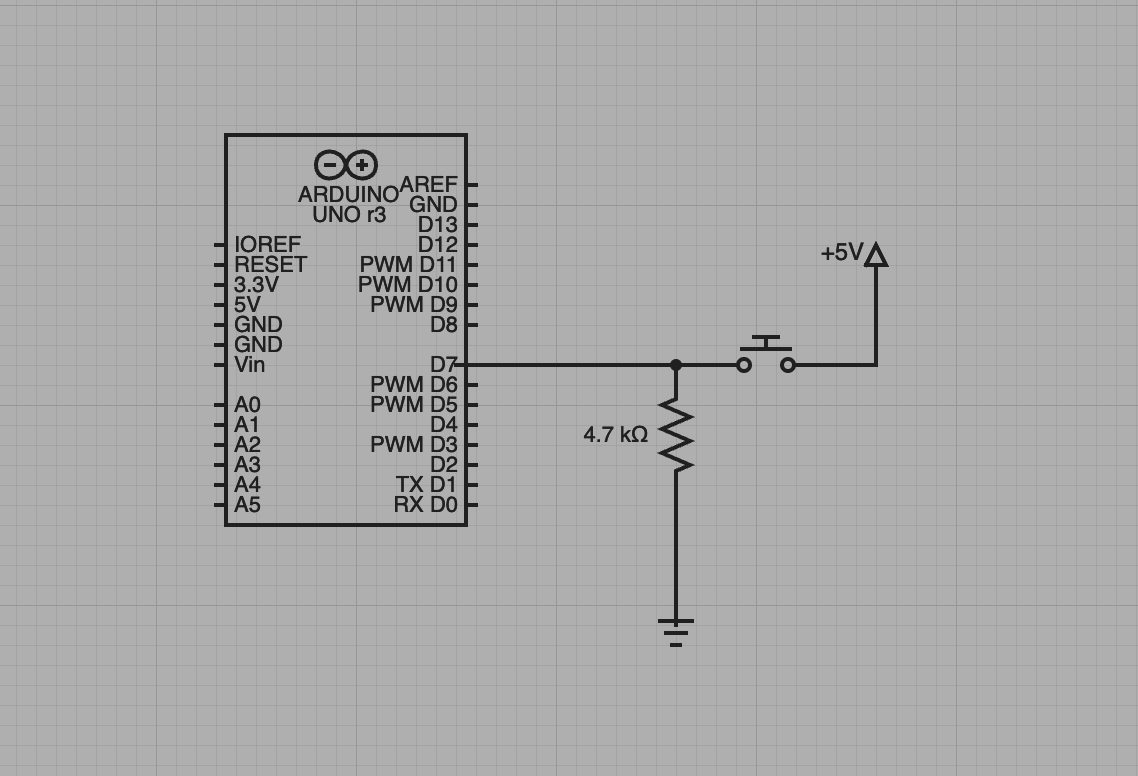 ARDUINO
UNO r3
AREF
GND
D13
IOREF
D12
RESET
PWM D11
3.3V
PWM D10
5V
PWM D9
GND
D8
GND
Vin
D7
PWM D6
A0
PWM D5
A1
D4
A2
PWM D3
A3
D2
A4
TX D1
A5
RX D0
+5V
4.7 kΩ